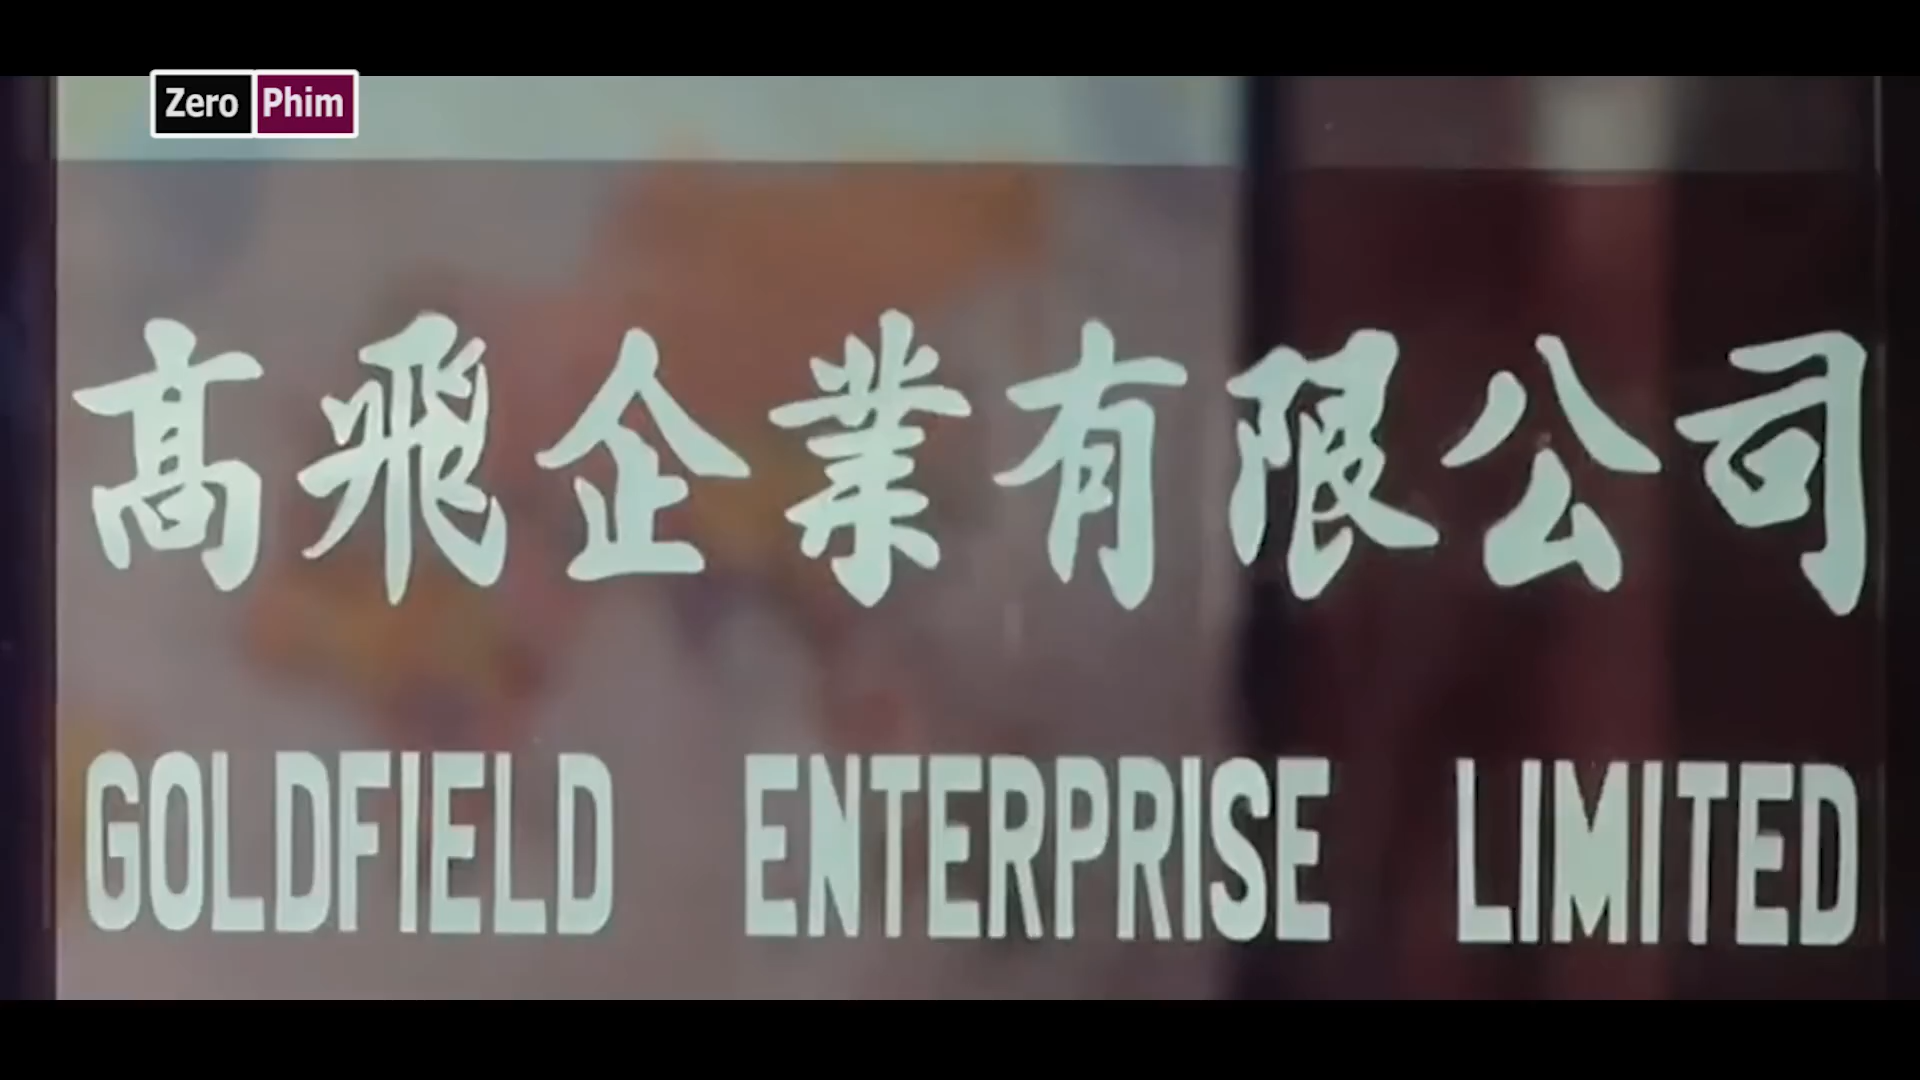 Zero Phim
高飛企業有限公司
GOLDFIELD ENTERPRISE LIMITED